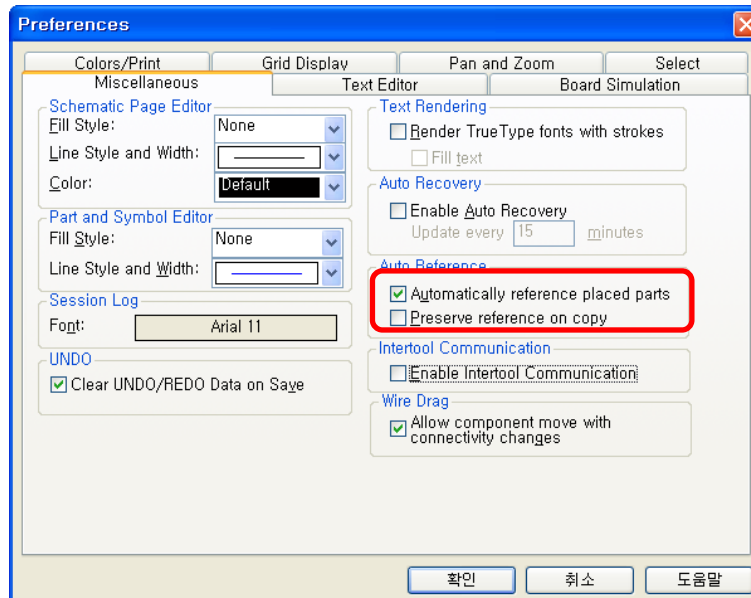 Preferences
Colors/Print
Grid Display
Pan and Zoom
Select
Miscellaneous
Text Editor
Board Simulation
Schematic Page Editor
Fill Style:
None
Line Style and Width:
Color:
Default
Part and Symbol Editor
Fill Style:
None
Line Style and Width:
Session Log
Font:
Arial 11
UNDO
Clear UNDO/REDO Data on Save
Text Rendering
Render TrueType fonts with strokes
Fill text
Auto Recovery
Enable Auto Recovery
Update every 15 minutes
Auto Reference
Automatically reference placed parts
Preserve reference on copy
Intertool Communication
Enable Intertool Communication
Wire Drag
Allow component move with
connectivity changes
확인
취소
도움말